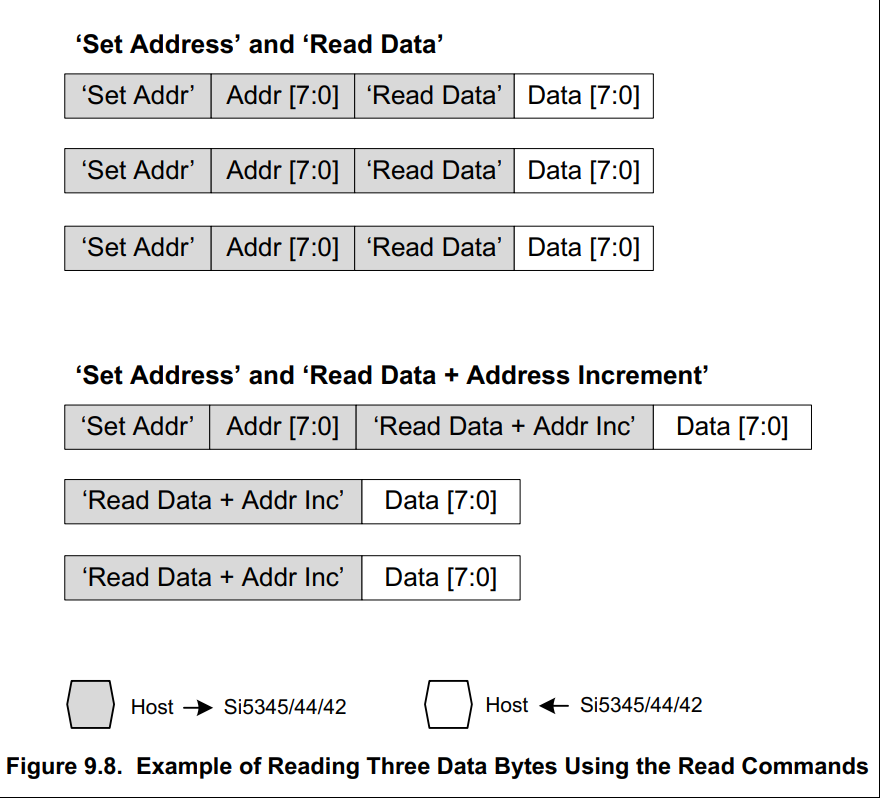 ‘Set Address’ and ‘Read Data’
‘Set Addr’ Addr [7:0] ‘Read Data’ Data [7:0]
‘Set Addr’ Addr [7:0] ‘Read Data’ Data [7:0]
‘Set Addr’ Addr [7:0] ‘Read Data’ Data [7:0]
‘Set Address’ and ‘Read Data + Address Increment’
‘Set Addr’ Addr [7:0] ‘Read Data + Addr Inc’ Data [7:0]
‘Read Data + Addr Inc’ Data [7:0]
‘Read Data + Addr Inc’ Data [7:0]
Host Si5345/44/42 Host Si5345/44/42
Figure 9.8. Example of Reading Three Data Bytes Using the Read Commands